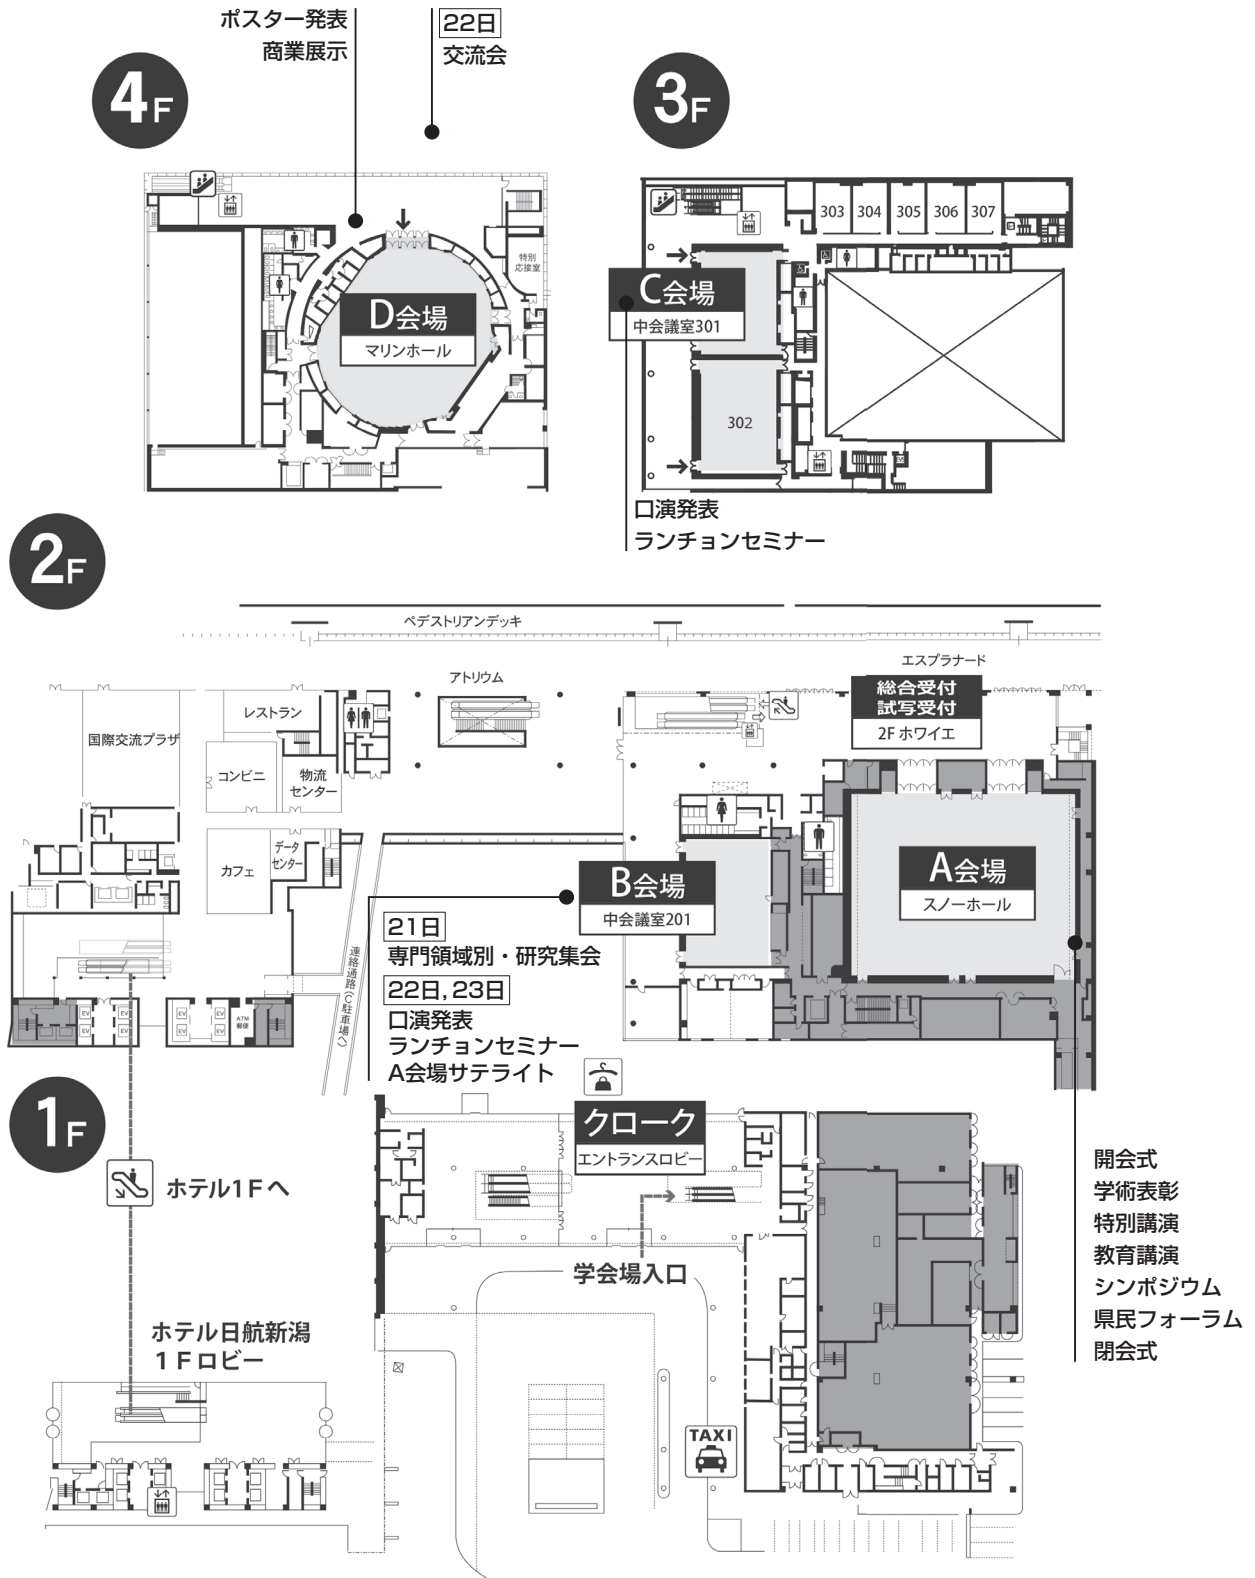 ポスター発表
商業展示
22日
交流会
4F
3F
特別
応接室
D会場
マリンホール
303
304
305
306
307
C会場
中会議室301
302
口演発表
ランチョンセミナー
2F
ペデストリアンデッキ
エスプラナード
アトリウム
総合受付
試写受付
2F ホワイエ
レストラン
国際交流プラザ
コンビニ
物流
センター
カフェ
データ
センター
A会場
スノーホール
B会場
中会議室201
21日
専門領域別・研究集会
22日, 23日
口演発表
ランチョンセミナー
A会場サテライト
連絡通路(C駐車場へ)
EV
EV
EV
EV
EV
EV
EV
EV
ATM
郵便
1F
クローク
エントランスロビー
ホテル1Fへ
学会場入口
開会式
学術表彰
特別講演
教育講演
シンポジウム
県民フォーラム
閉会式
ホテル日航新潟
1Fロビー
TAXI